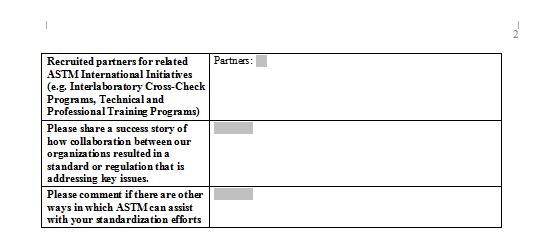 2
Recruited partners for related
ASTM International Initiatives
(e.g. Interlaboratory Cross-Check
Programs, Technical and
Professional Training Programs)
Partners:
Please share a success story of
how collaboration between our
organizations resulted in a
standard or regulation that is
addressing key issues.
Please comment if there are other
ways in which ASTM can assist
with your standardization efforts